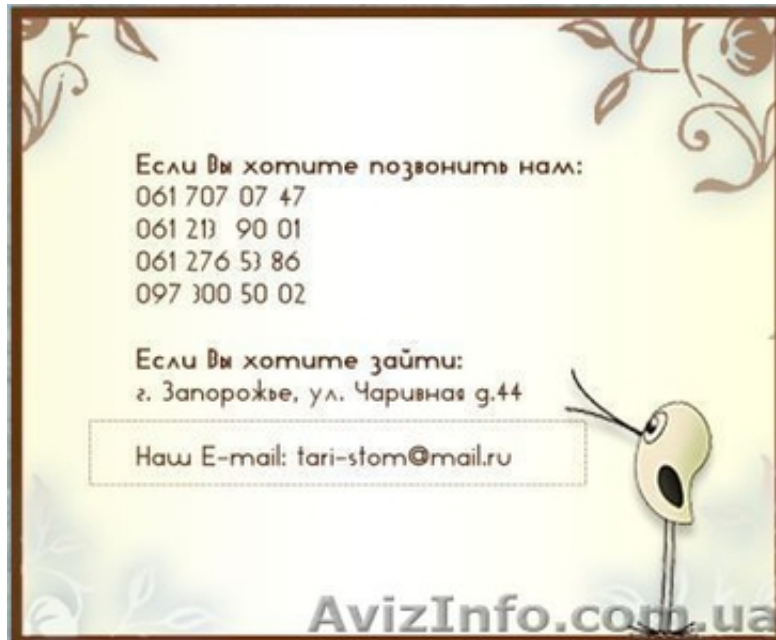 Если Вы хотите позвонить нам:
061 707 07 47
061 213 90 01
061 276 53 86
097 300 50 02
Если Вы хотите зайти:
г. Запорожье, ул. Чаривная д.44
Наш E-mail: tari-stom@mail.ru
AvizInfo.com.ua